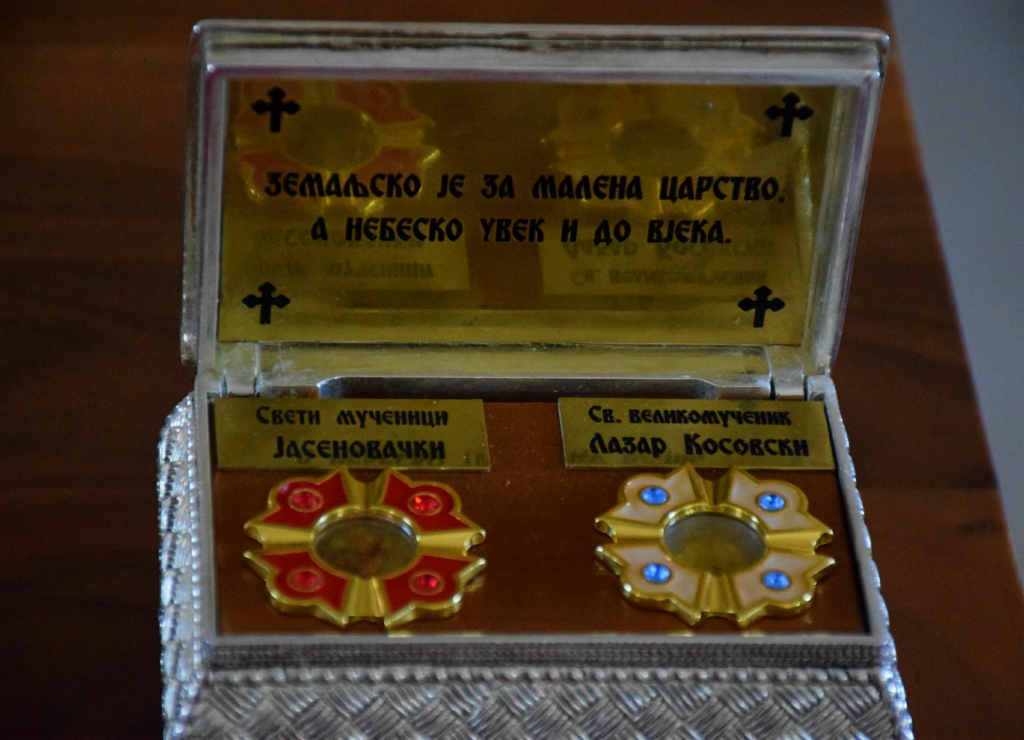 ЗЕМАЉСКО ЈЕ ЗА МАЛЕНА ЦАРСТВО,
А НЕБЕСКО УВЕК И ДО ВЈЕКА.
СВЕТИ МУЧЕНИЦИ
ЈАСЕНОВАЧКИ
СВ. ВЕЛИКОМУЧЕНИК
ЛАЗАР КОСОВСКИ